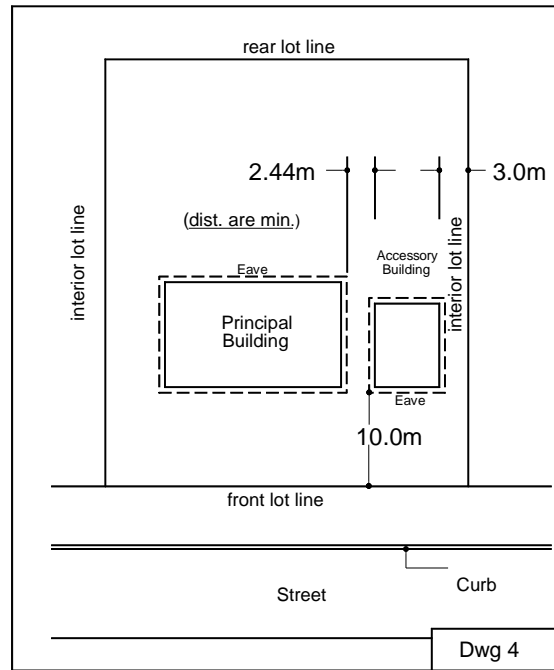 rear lot line
2.44m
3.0m
(dist. are min.)
interior lot line
interior lot line
Accessory
Building
Eave
Principal
Building
Eave
10.0m
front lot line
Curb
Street
Dwg 4